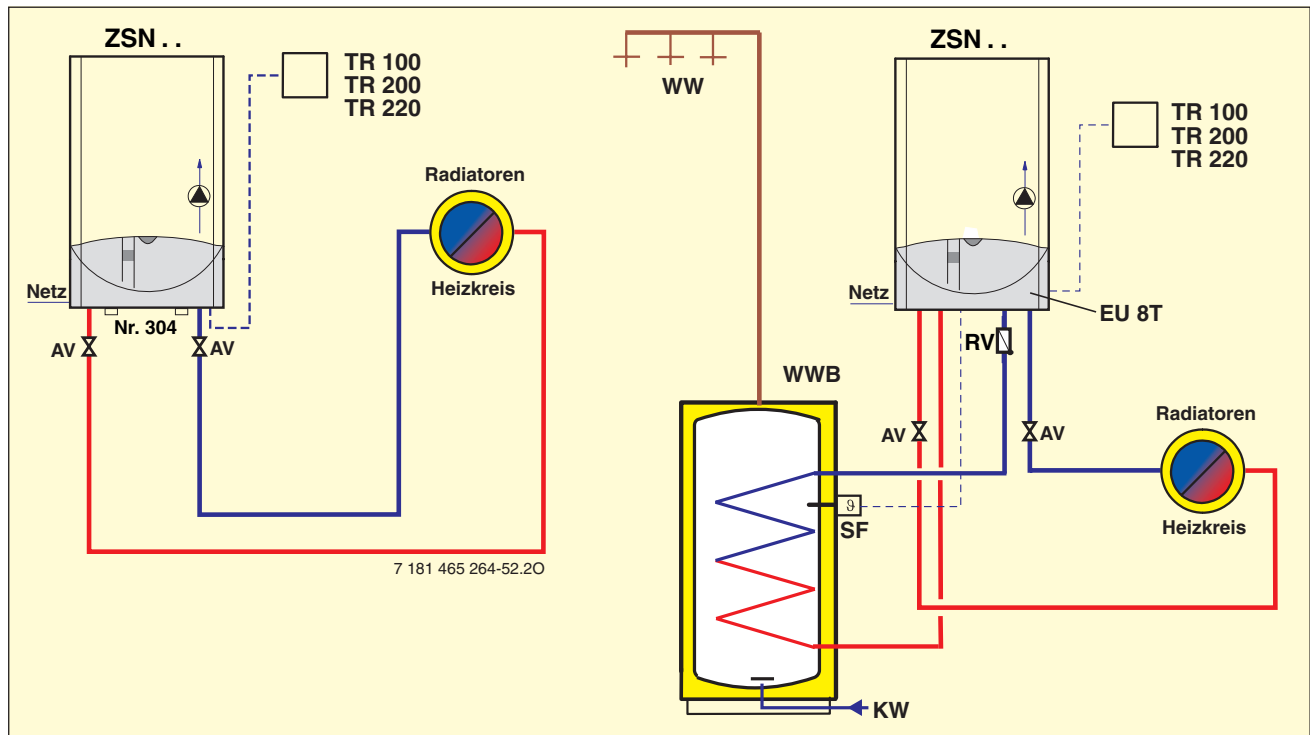 ZSN . .
TR 100
TR 200
TR 220
Radiatoren
Heizkreis
Netz
Nr. 304
AV
AV
7 181 465 264-52.2O
WW
ZSN . .
TR 100
TR 200
TR 220
Netz
EU 8T
RV
WWB
AV
AV
Radiatoren
Heizkreis
ϑ
SF
KW